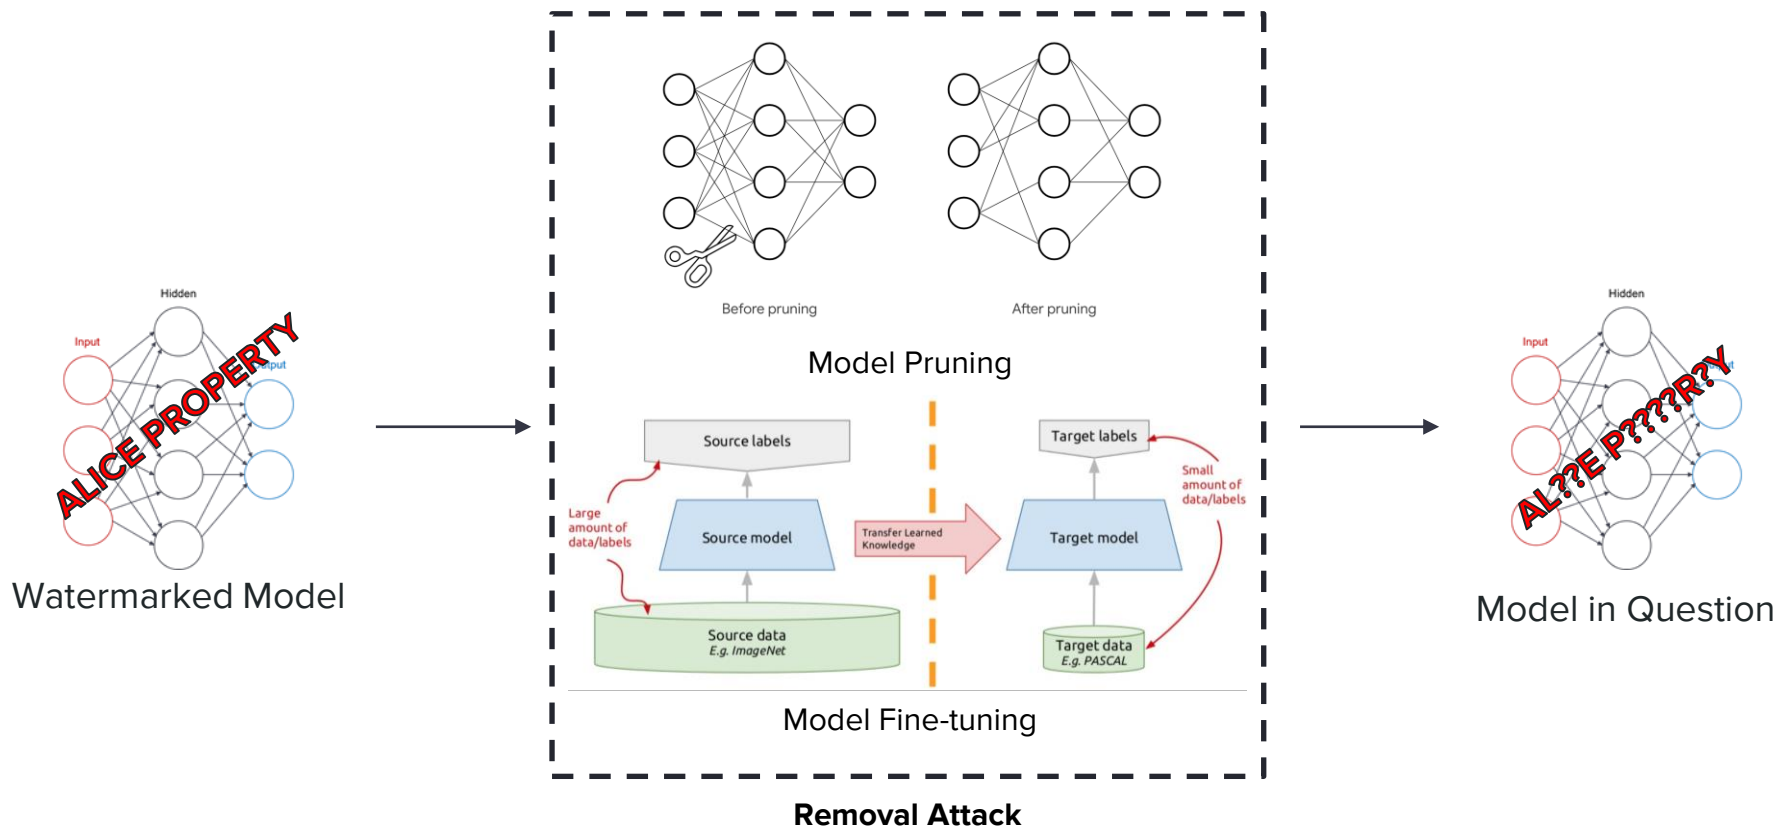 Hidden
Input
Output
ALICE PROPERTY
Watermarked Model
Before pruning
After pruning
Model Pruning
Source labels
Large
amount of
data/labels
Source model
Source data
E.g. ImageNet
Transfer Learned
Knowledge
Target labels
Small
amount of
data/labels
Target model
Target data
E.g. PASCAL
Model Fine-tuning
Removal Attack
Hidden
Input
AL??E P????R?Y
Model in Question